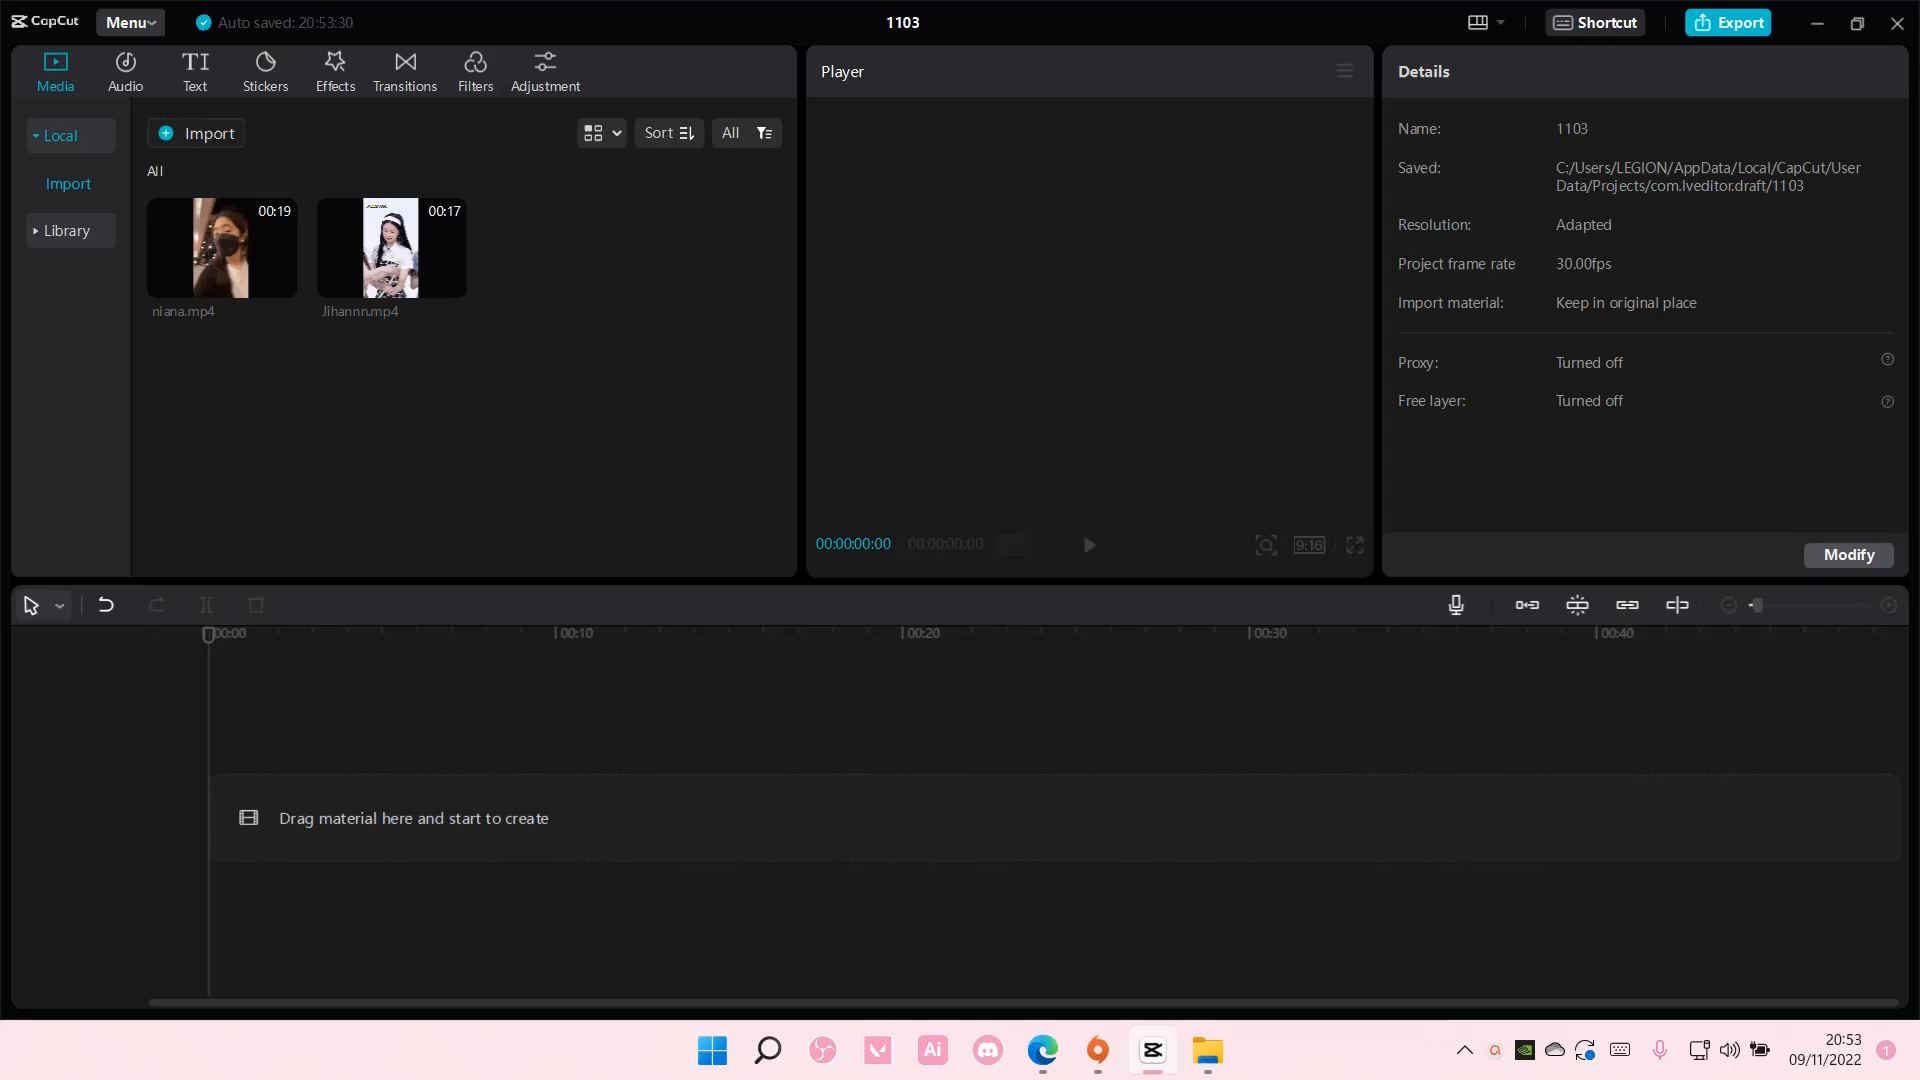 CapCut
Menu
Auto saved: 20:53:30
1103
Shortcut
Export
Media
Audio
Text
Stickers
Effects
Transitions
Filters
Adjustment
Local
Import
Library
Import
Sort
All
All
00:19
niana.mp4
00:17
Jihannn.mp4
Player
00:00:00:00 / 00:00:00:00
9:16
Details
Name: 1103
Saved: C:/Users/LEGION/AppData/Local/CapCut/User
Data/Projects/com.lveditor.draft/1103
Resolution: Adapted
Project frame rate 30.00fps
Import material: Keep in original place
Proxy: Turned off
Free layer: Turned off
Modify
00:00
00:10
00:20
00:30
00:40
Drag material here and start to create
Ai
20:53
09/11/2022
1